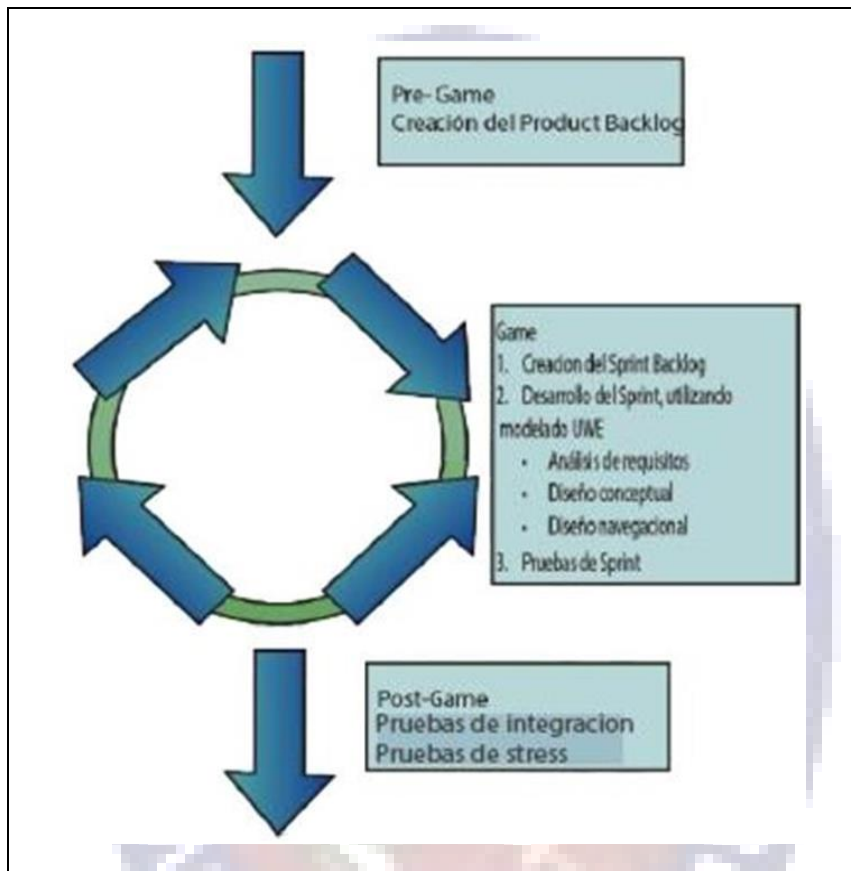 Pre-Game
Creación del Product Backlog
Game
1. Creacion del Sprint Backlog
2. Desarrollo del Sprint, utilizando
modelado UWE
• Análisis de requisitos
• Diseño conceptual
• Diseño navegacional
3. Pruebas de Sprint
Post-Game
Pruebas de integracion
Pruebas de stress